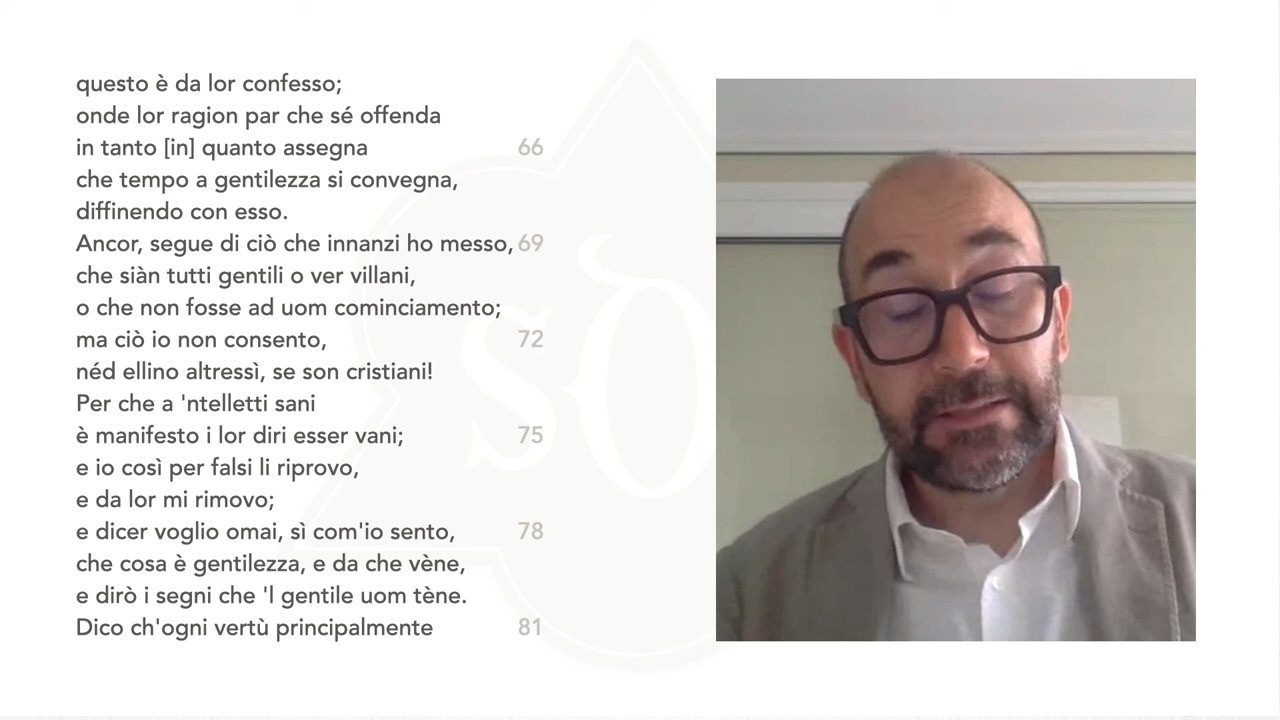 questo è da lor confesso;
onde lor ragion par che sé offenda
in tanto [in] quanto assegna 66
che tempo a gentilezza si convegna,
diffinendo con esso.
Ancor, segue di ciò che innanzi ho messo, 69
che siàn tutti gentili o ver villani,
o che non fosse ad uom cominciamento;
ma ciò io non consento, 72
néd ellino altressì, se son cristiani!
Per che a 'ntelletti sani
è manifesto i lor diri esser vani; 75
e io così per falsi li riprovo,
e da lor mi rimovo;
e dicer voglio omai, sì com'io sento, 78
che cosa è gentilezza, e da che vène,
e dirò i segni che 'l gentile uom tène.
Dico ch'ogni vertù principalmente 81